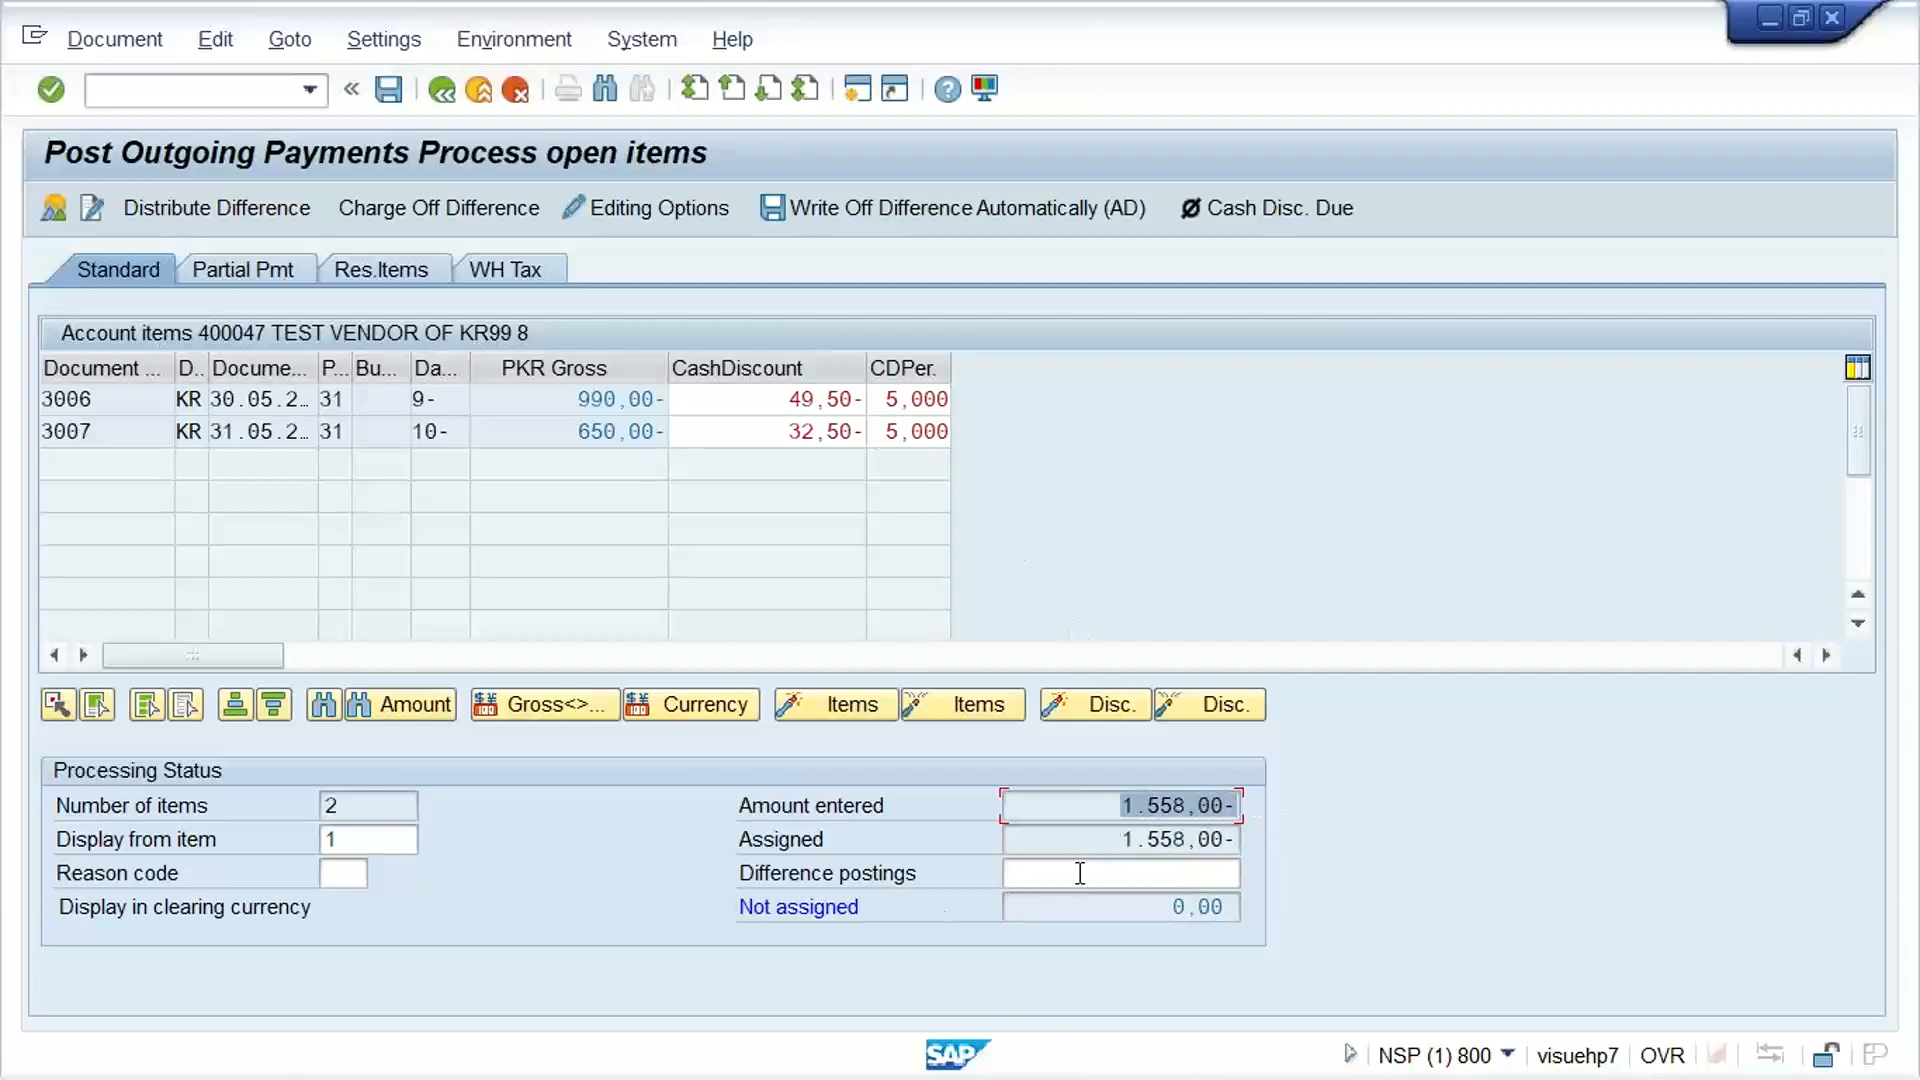 Document Edit Goto Settings Environment System Help
Post Outgoing Payments Process open items
Distribute Difference Charge Off Difference Editing Options Write Off Difference Automatically (AD) Cash Disc. Due
Standard Partial Pmt Res.Items WH Tax
Account items 400047 TEST VENDOR OF KR99 8
Document ... D.. Docume... P... Bu... Da... PKR Gross CashDiscount CDPer.
3006 KR 30.05.2… 31 9- 990,00- 49,50- 5,000
3007 KR 31.05.2… 31 10- 650,00- 32,50- 5,000
Amount Gross<>... Currency Items Items Disc. Disc.
Processing Status
Number of items 2 Amount entered 1.558,00-
Display from item 1 Assigned 1.558,00-
Reason code Difference postings
Display in clearing currency Not assigned 0,00
SAP NSP (1) 800 visuehp7 OVR